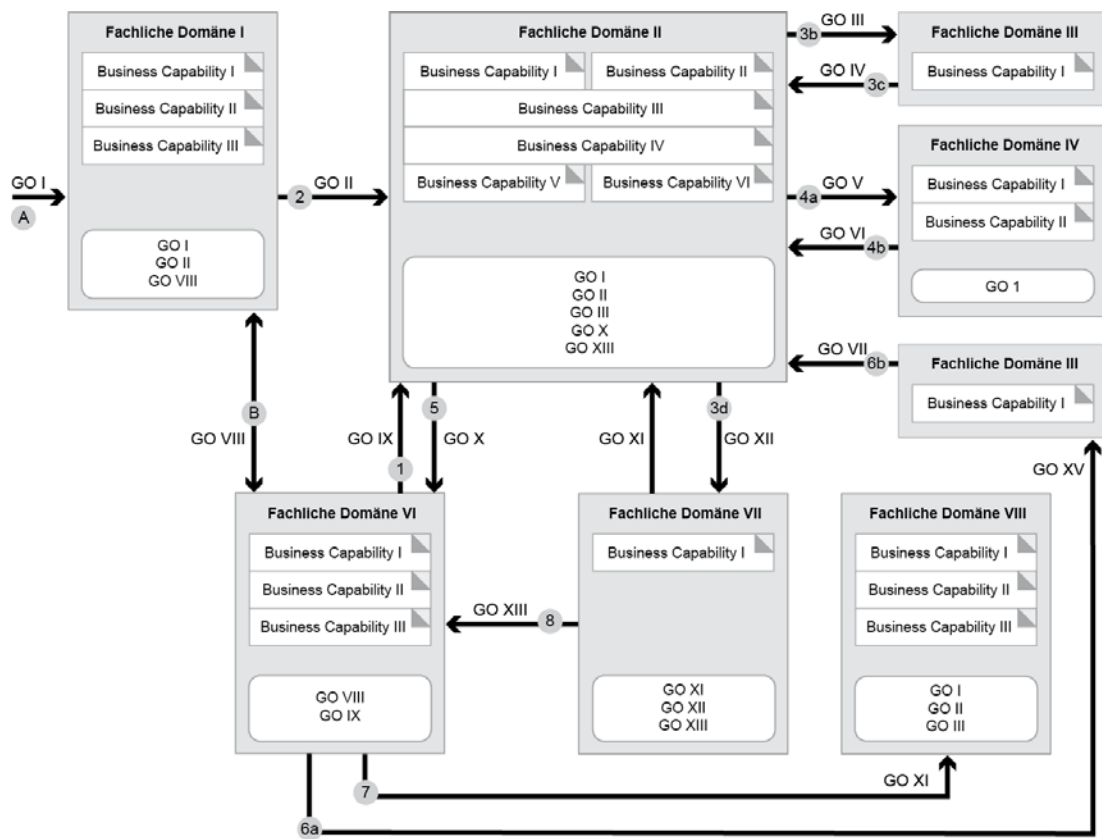 Fachliche Domäne I
Business Capability I
Business Capability II
Business Capability III
GO I
GO II
GO VIII
GO I
A
2
GO II
Fachliche Domäne II
Business Capability I
Business Capability II
Business Capability III
Business Capability IV
Business Capability V
Business Capability VI
GO I
GO II
GO III
GO X
GO XIII
3b
GO III
GO IV
3c
Fachliche Domäne III
Business Capability I
4a
GO V
GO VI
4b
Fachliche Domäne IV
Business Capability I
Business Capability II
GO 1
GO VII
6b
Fachliche Domäne III
Business Capability I
B
GO VIII
GO IX
1
5
GO X
GO XI
3d
GO XII
GO XV
Fachliche Domäne VI
Business Capability I
Business Capability II
Business Capability III
GO VIII
GO IX
GO XIII
8
Fachliche Domäne VII
Business Capability I
GO XI
GO XII
GO XIII
Fachliche Domäne VIII
Business Capability I
Business Capability II
Business Capability III
GO I
GO II
GO III
7
GO XI
6a